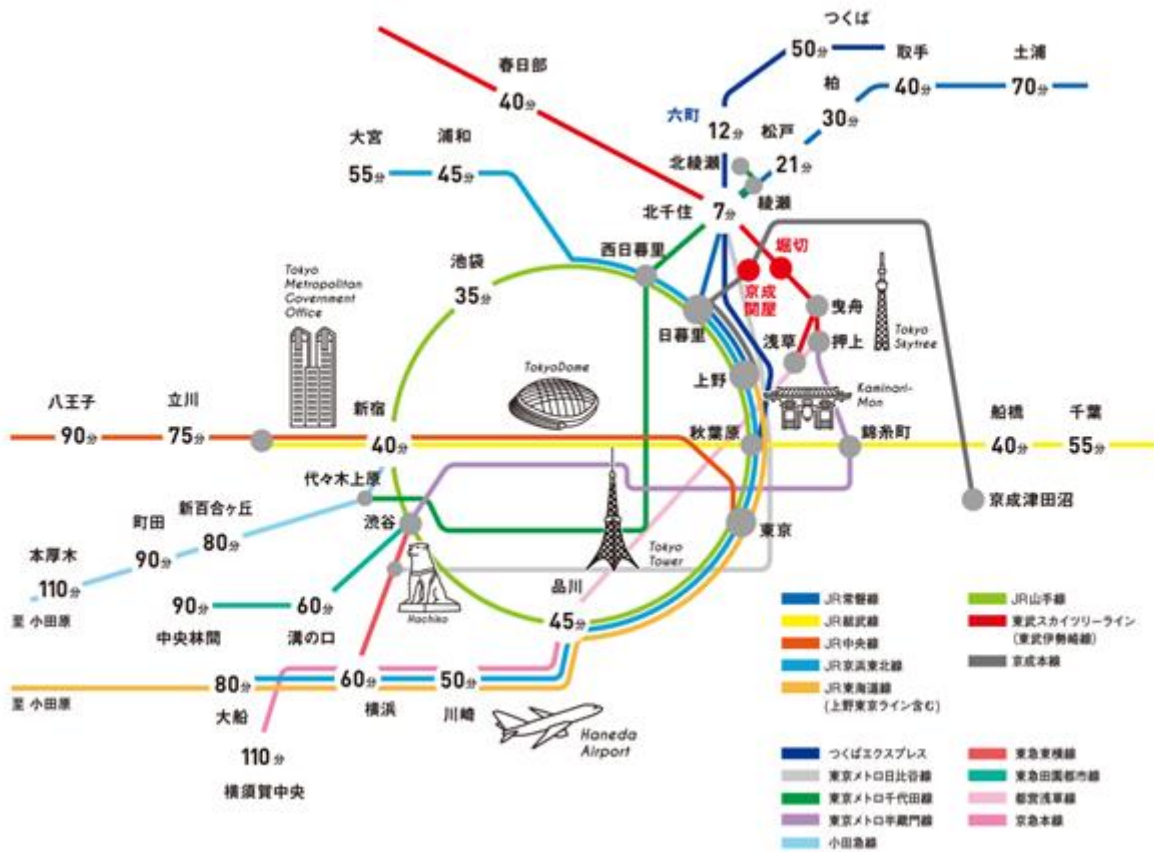 つくば
50分
取手
40分
土浦
70分
春日部
40分
柏
30分
六町
12分
松戸
21分
大宮
55分
浦和
45分
北綾瀬
綾瀬
北千住
7分
西日暮里
堀切
京成
関屋
池袋
35分
Tokyo
Metropolitan
Government
Office
日暮里
曳舟
浅草
押上
Tokyo
Skytree
TokyoDome
上野
Kaminari-
Mon
八王子
90分
立川
75分
新宿
40分
秋葉原
錦糸町
船橋
40分
千葉
55分
代々木上原
渋谷
京成津田沼
新百合ヶ丘
80分
町田
90分
本厚木
110分
至 小田原
東京
Tokyo
Tower
90分
中央林間
60分
溝の口
Hachiko
品川
45分
至 小田原
80分
大船
60分
横浜
50分
川崎
Haneda
Airport
110分
横須賀中央
JR常磐線
JR総武線
JR中央線
JR京浜東北線
JR東海道線
(上野東京ライン含む)
JR山手線
東武スカイツリーライン
(東武伊勢崎線)
京成本線
つくばエクスプレス
東京メトロ日比谷線
東京メトロ千代田線
東京メトロ半蔵門線
小田急線
東急東横線
東急田園都市線
都営浅草線
京急本線